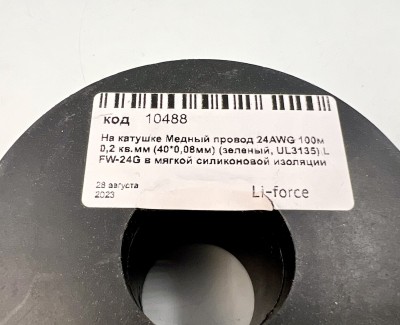 код 10488
На катушке Медный провод 24AWG 100м
0,2 кв.мм (40*0,08мм) (зеленый, UL3135) L
FW-24G в мягкой силиконовой изоляции
28 августа
2023
Li-force